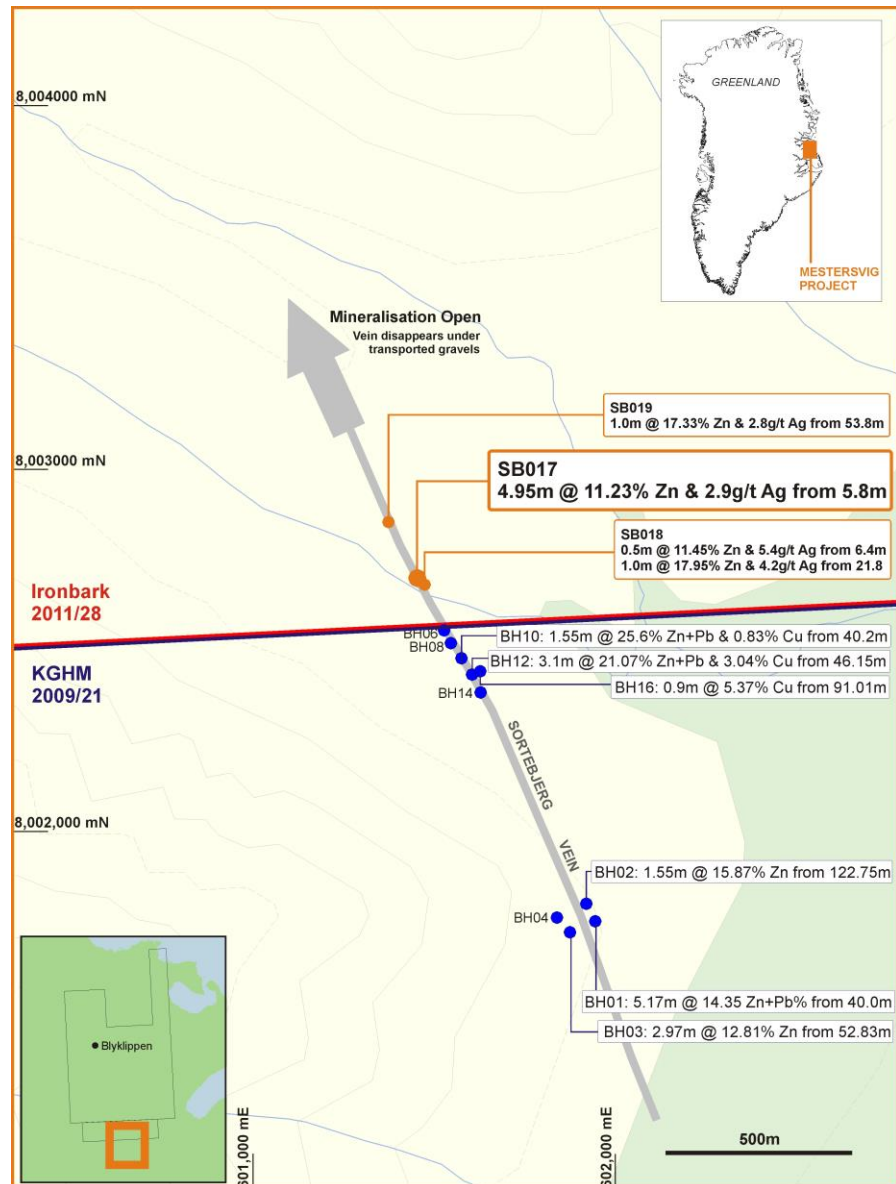 8,004000 mN
GREENLAND
MESTERSVIG
PROJECT
Mineralisation Open
Vein disappears under
transported gravels
SB019
1.0m @ 17.33% Zn & 2.8g/t Ag from 53.8m
8,003000 mN
SB017
4.95m @ 11.23% Zn & 2.9g/t Ag from 5.8m
SB018
0.5m @ 11.45% Zn & 5.4g/t Ag from 6.4m
1.0m @ 17.95% Zn & 4.2g/t Ag from 21.8
Ironbark
2011/28
KGHM
2009/21
BH06
BH08
BH10: 1.55m @ 25.6% Zn+Pb & 0.83% Cu from 40.2m
BH12: 3.1m @ 21.07% Zn+Pb & 3.04% Cu from 46.15m
BH16: 0.9m @ 5.37% Cu from 91.01m
BH14
SORTEBJERG
VEIN
8,002,000 mN
BH02: 1.55m @ 15.87% Zn from 122.75m
BH04
BH01: 5.17m @ 14.35 Zn+Pb% from 40.0m
BH03: 2.97m @ 12.81% Zn from 52.83m
Blyklippen
601,000 mE
602,000 mE
500m